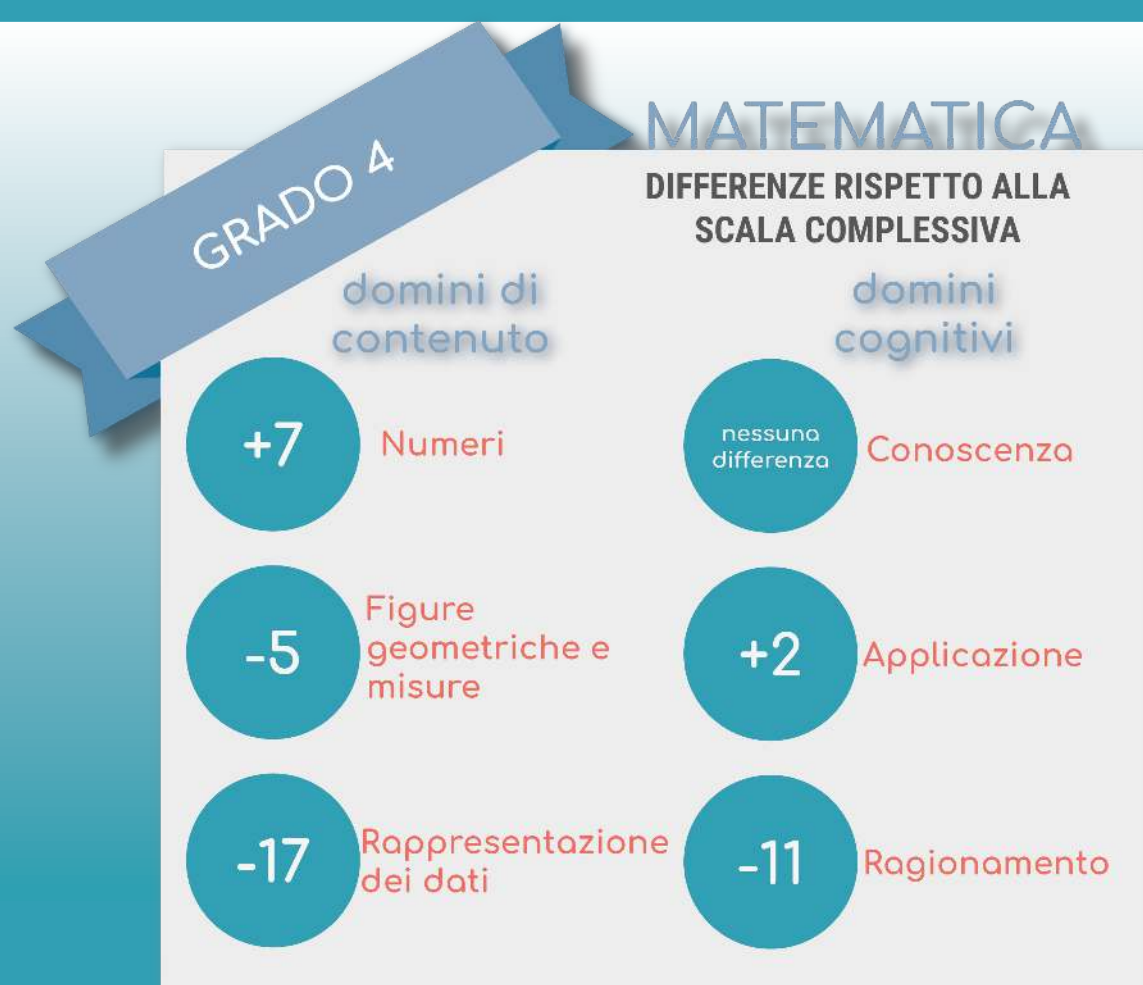 GRADO 4
MATEMATICA
DIFFERENZE RISPETTO ALLA
SCALA COMPLESSIVA
domini di
contenuto
+7
Numeri
-5
Figure
geometriche e
misure
-17
Rappresentazione
dei dati
domini
cognitivi
nessuna
differenza
Conoscenza
+2
Applicazione
-11
Ragionamento